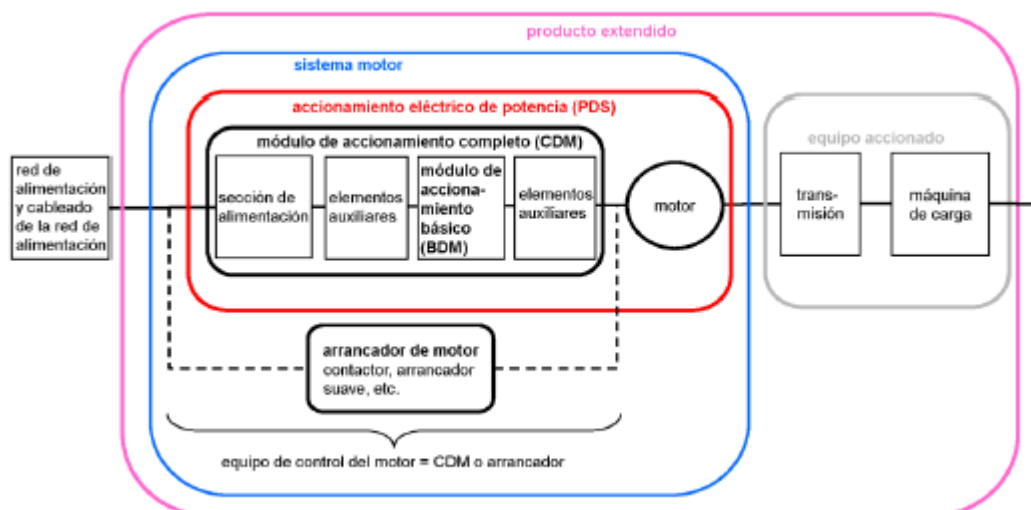 producto extendido
sistema motor
accionamiento eléctrico de potencia (PDS)
módulo de accionamiento completo (CDM)
equipo accionado
red de
alimentación
y cableado
de la red de
alimentación
sección de
alimentación
elementos
auxiliares
módulo de
acciona-
miento
básico
(BDM)
elementos
auxiliares
motor
trans-
misión
máquina
de carga
arrancador de motor
contactor, arrancador
suave, etc.
equipo de control del motor = CDM o arrancador